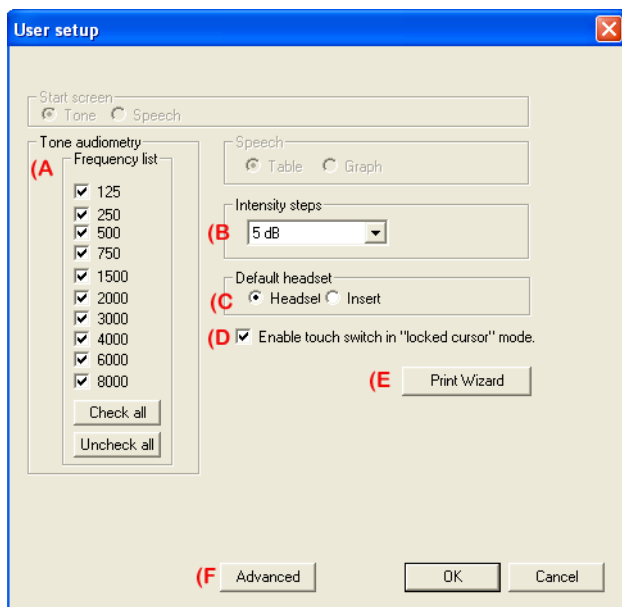 User setup
Start screen
Tone Speech
Tone audiometry
(A Frequency list
125
250
500
750
1500
2000
3000
4000
6000
8000
Check all
Uncheck all
Speech
Table Graph
Intensity steps
(B 5 dB
Default headset
(C Headsel Insert
(D Enable touch switch in "locked cursor" mode.
(E Print Wizard
(F Advanced OK Cancel